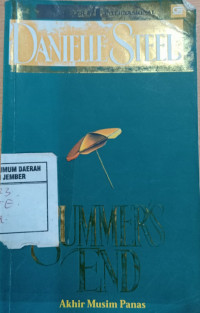 DANIELLE STEEL
UMUM DAERAH
JEMBER
SUMMER'S
END
Akhir Musim Panas